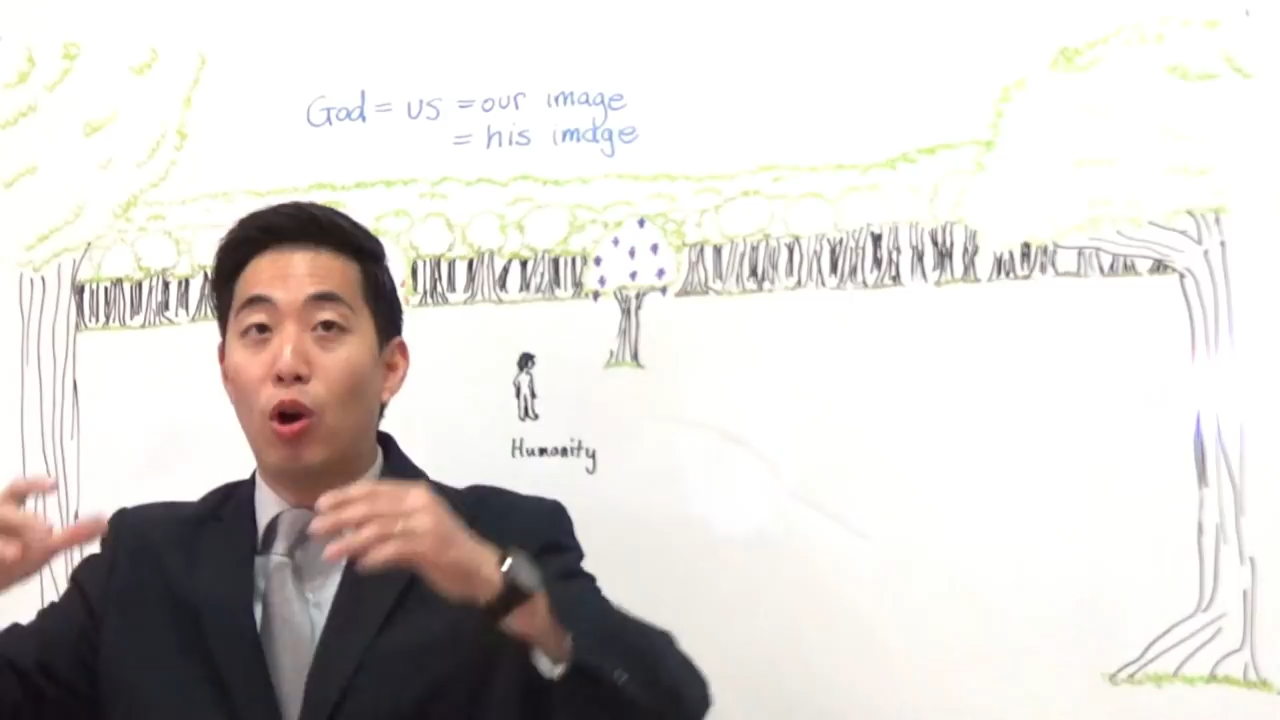 God = us = our image
= his image
Humanity